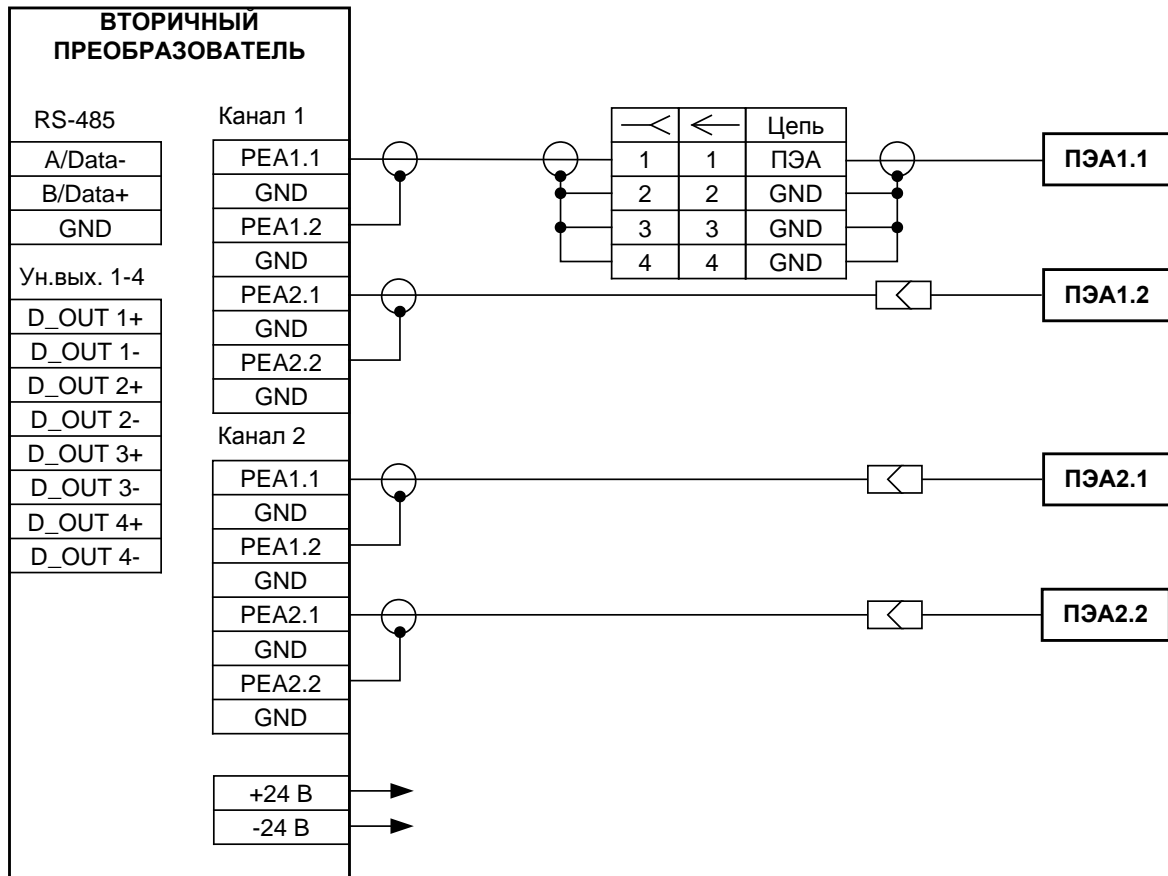 ВТОРИЧНЫЙ
ПРЕОБРАЗОВАТЕЛЬ
RS-485
A/Data-
B/Data+
GND
Ун.вых. 1-4
D_OUT 1+
D_OUT 1-
D_OUT 2+
D_OUT 2-
D_OUT 3+
D_OUT 3-
D_OUT 4+
D_OUT 4-
Канал 1
PEA1.1
GND
PEA1.2
GND
PEA2.1
GND
PEA2.2
GND
Канал 2
PEA1.1
GND
PEA1.2
GND
PEA2.1
GND
PEA2.2
GND
+24 В
-24 В
Цепь
1 1 ПЭА
2 2 GND
3 3 GND
4 4 GND
ПЭА1.1
ПЭА1.2
ПЭА2.1
ПЭА2.2